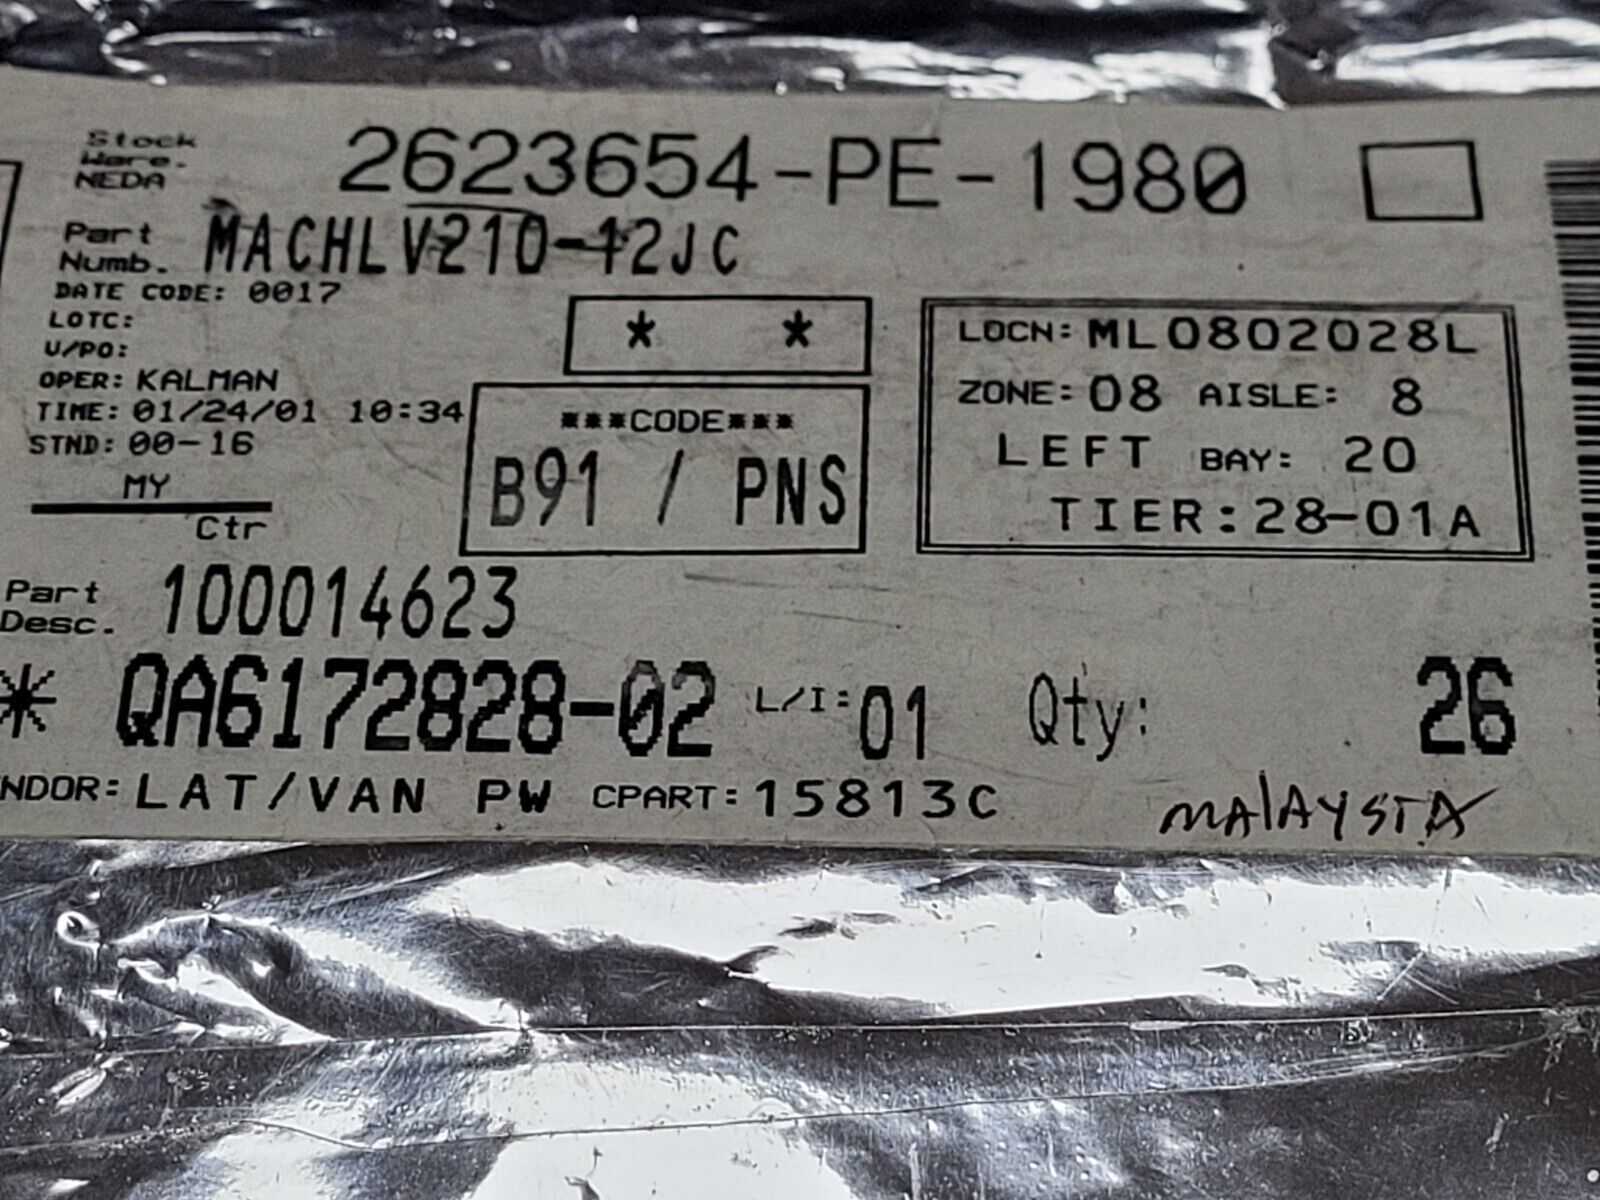 Stock
Ware.
NEDA
2623654-PE-1980
Part
Numb.
MACHLV210-12JC
DATE CODE: 0017
LOTC:
V/PO:
OPER: KALMAN
TIME: 01/24/01 10:34
STND: 00-16
MY
Ctr
* *
***CODE***
B91 / PNS
LOCN: ML0802028L
ZONE: 08 AISLE: 8
LEFT BAY: 20
TIER: 28-01A
Part
Desc.
100014623
* QA6172828-02 L/I: 01 Qty: 26
NDOR: LAT/VAN PW CPART: 15813C
MALAYSIA